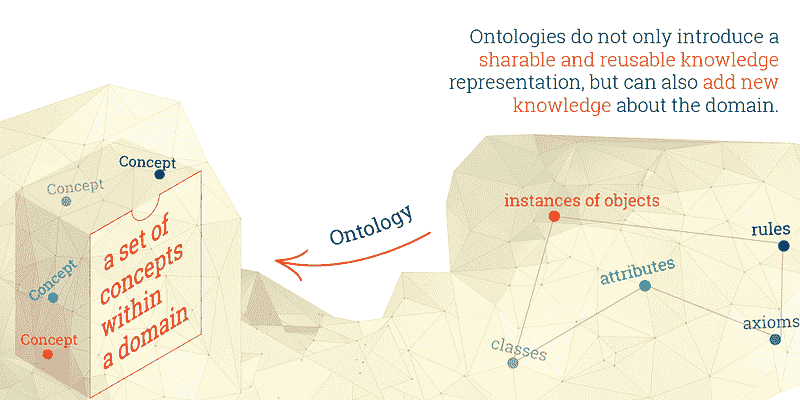 Ontologies do not only introduce a
sharable and reusable knowledge
representation, but can also add new
knowledge about the domain.
Concept
Concept
Concept
Concept
a set of
concepts
within
a domain
Ontology
instances of objects
rules
attributes
axioms
classes